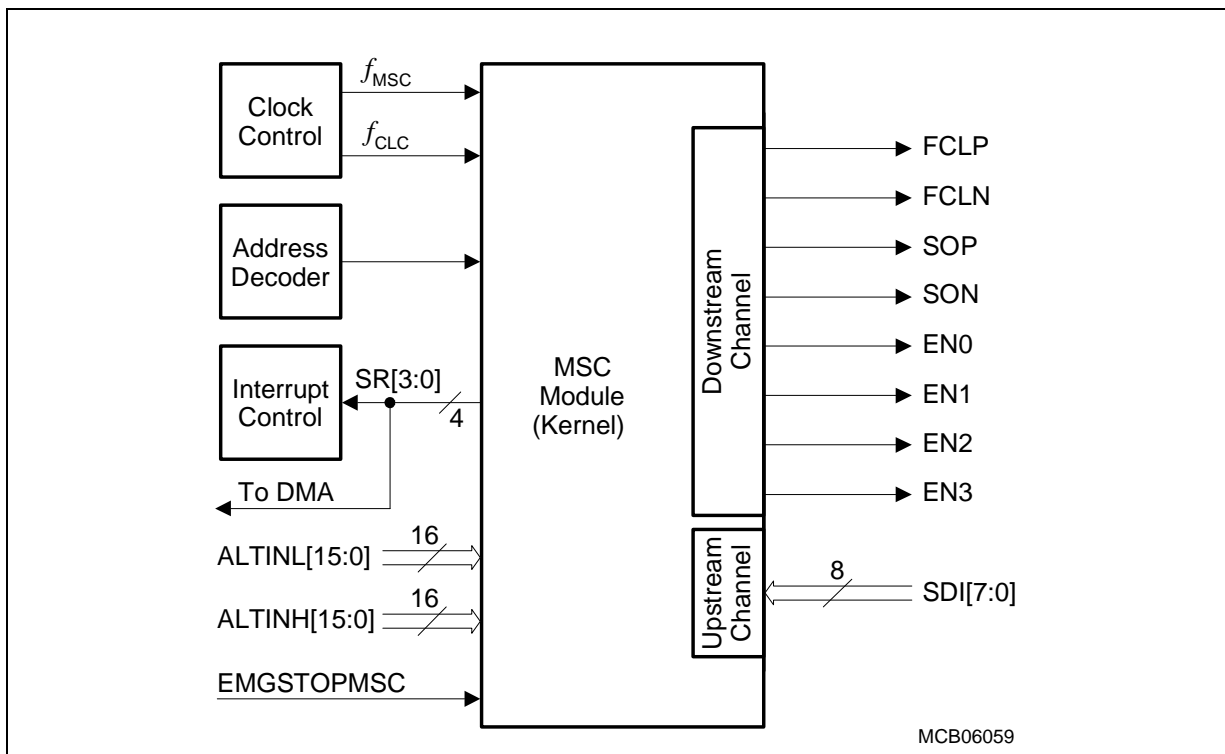 Clock
Control
fMSC
fCLC
Address
Decoder
Interrupt
Control
SR[3:0]
4
To DMA
ALTINL[15:0]
16
ALTINH[15:0]
16
EMGSTOPMSC
MSC
Module
(Kernel)
Downstream
Channel
Upstream
Channel
FCLP
FCLN
SOP
SON
EN0
EN1
EN2
EN3
8
SDI[7:0]
MCB06059